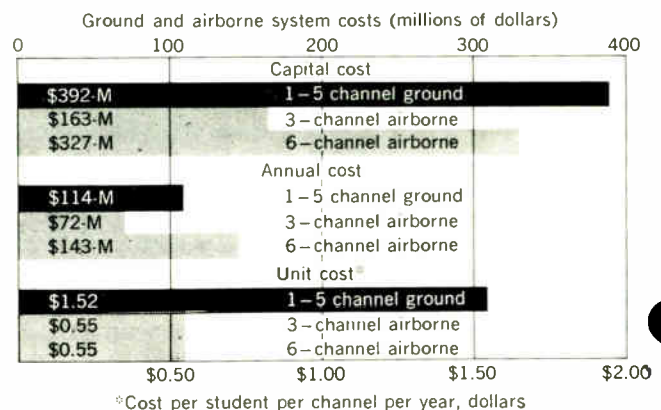 Ground and airborne system costs (millions of dollars)
0 100 200 300 400
Capital cost
$392-M 1–5 channel ground
$163-M 3–channel airborne
$327-M 6–channel airborne
Annual cost
$114-M 1–5 channel ground
$72-M 3–channel airborne
$143-M 6–channel airborne
Unit cost*
$1.52 1–5 channel ground
$0.55 3–channel airborne
$0.55 6–channel airborne
$0.50 $1.00 $1.50 $2.00
*Cost per student per channel per year, dollars